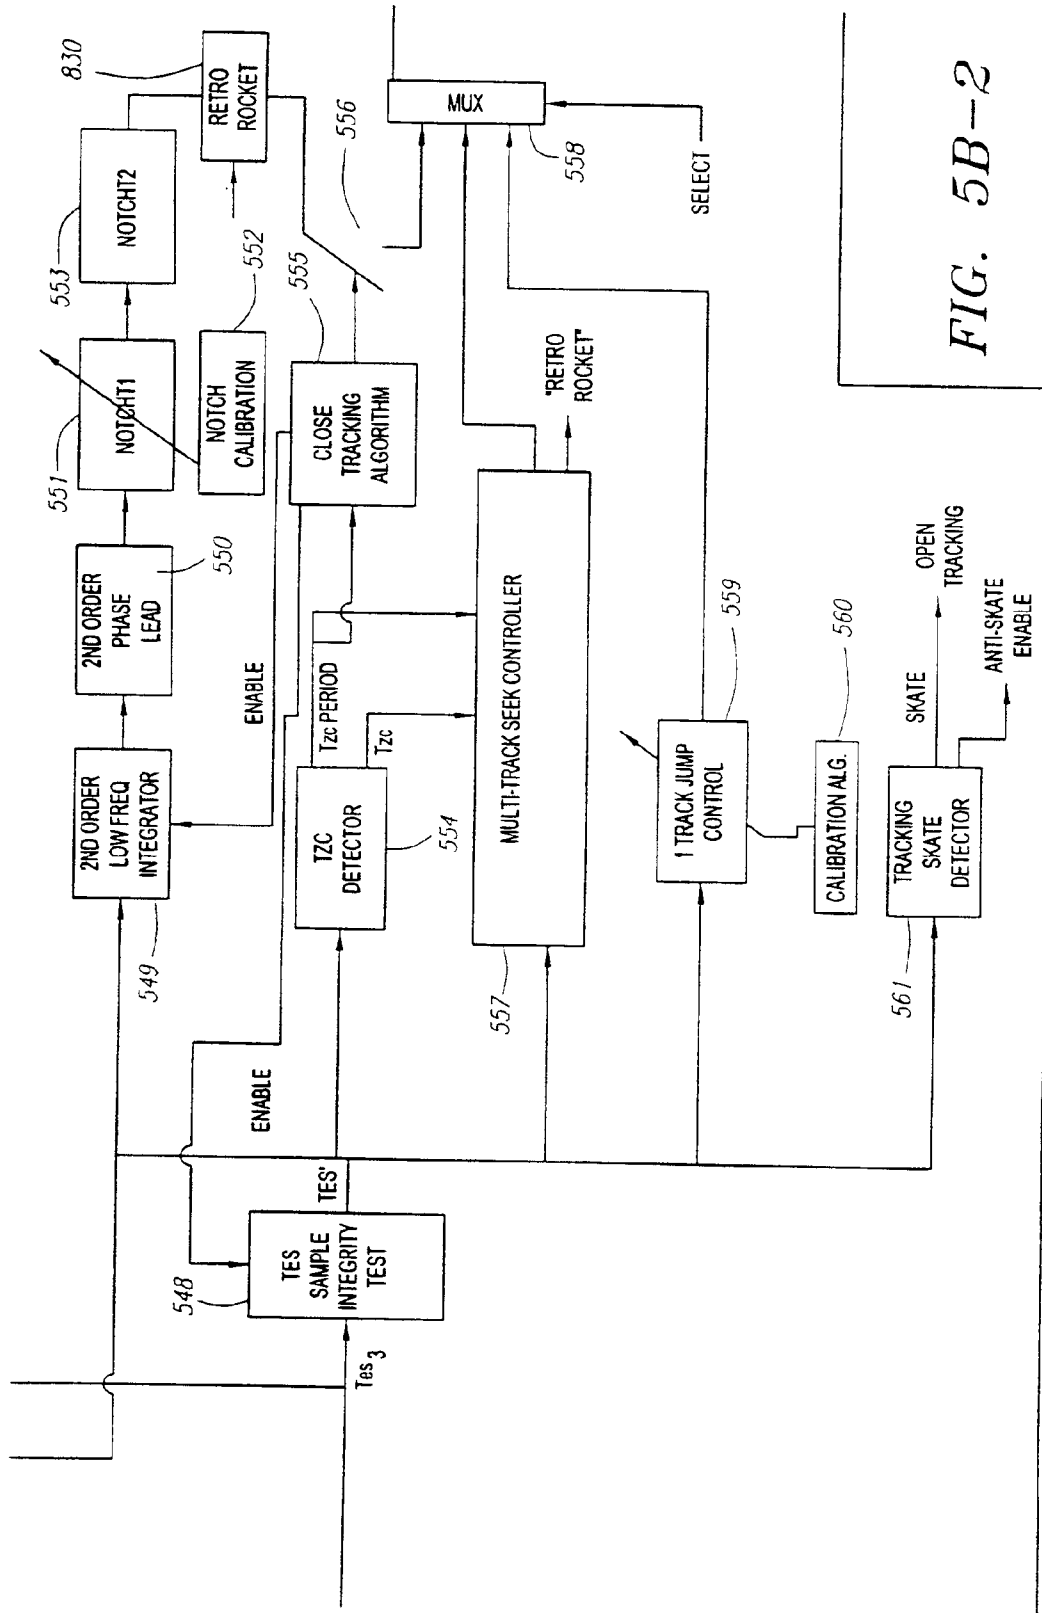 553
NOTCHT2
830
RETRO
ROCKET
551
NOTCHT1
552
NOTCH
CALIBRATION
550
2ND ORDER
PHASE
LEAD
549
2ND ORDER
LOW FREQ
INTEGRATOR
ENABLE
555
CLOSE
TRACKING
ALGORITHM
556
MUX
558
SELECT
ENABLE
Tzc PERIOD
Tzc
TZC
DETECTOR
554
548
TES
SAMPLE
INTEGRITY
TEST
TES'
Tes3
MULTI-TRACK SEEK CONTROLLER
557
"RETRO
ROCKET"
1 TRACK JUMP
CONTROL
559
CALIBRATION ALG.
560
TRACKING
SKATE
DETECTOR
561
SKATE
OPEN
TRACKING
ANTI-SKATE
ENABLE
FIG. 5B-2